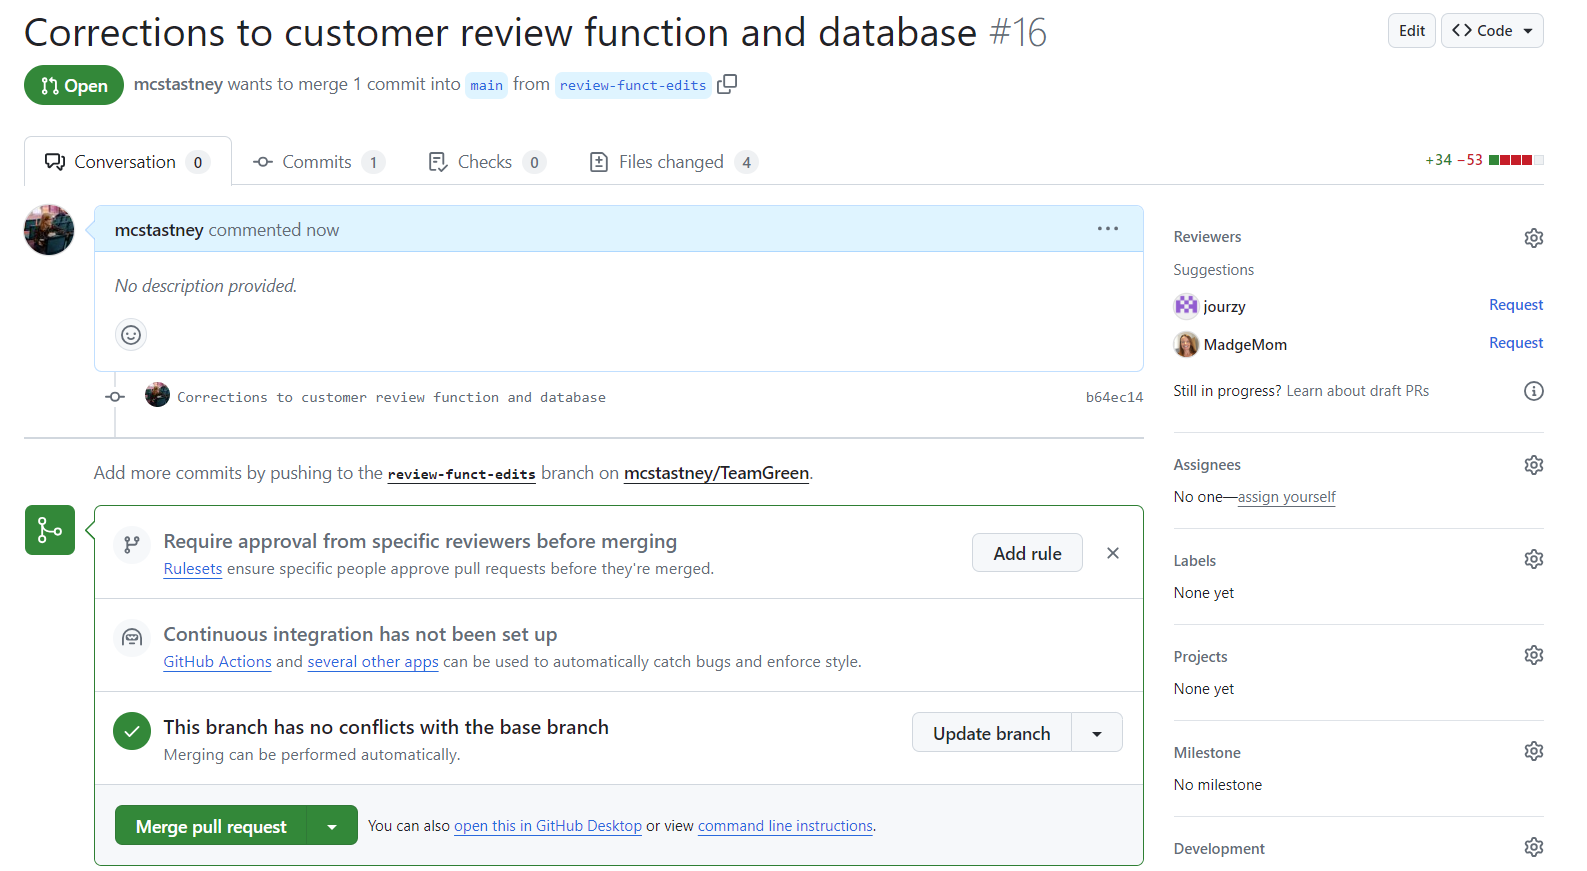 Corrections to customer review function and database #16
Edit
<> Code
Open
mcstastney wants to merge 1 commit into main from review-funct-edits
Conversation 0
Commits 1
Checks 0
Files changed 4
+34 −53
mcstastney commented now
No description provided.
Corrections to customer review function and database b64ec14
Add more commits by pushing to the review-funct-edits branch on mcstastney/TeamGreen.
Require approval from specific reviewers before merging
Rulesets ensure specific people approve pull requests before they're merged.
Add rule
Continuous integration has not been set up
GitHub Actions and several other apps can be used to automatically catch bugs and enforce style.
This branch has no conflicts with the base branch
Merging can be performed automatically.
Update branch
Merge pull request
You can also open this in GitHub Desktop or view command line instructions.
Reviewers
Suggestions
jourzy Request
MadgeMom Request
Still in progress? Learn about draft PRs
Assignees
No one—assign yourself
Labels
None yet
Projects
None yet
Milestone
No milestone
Development